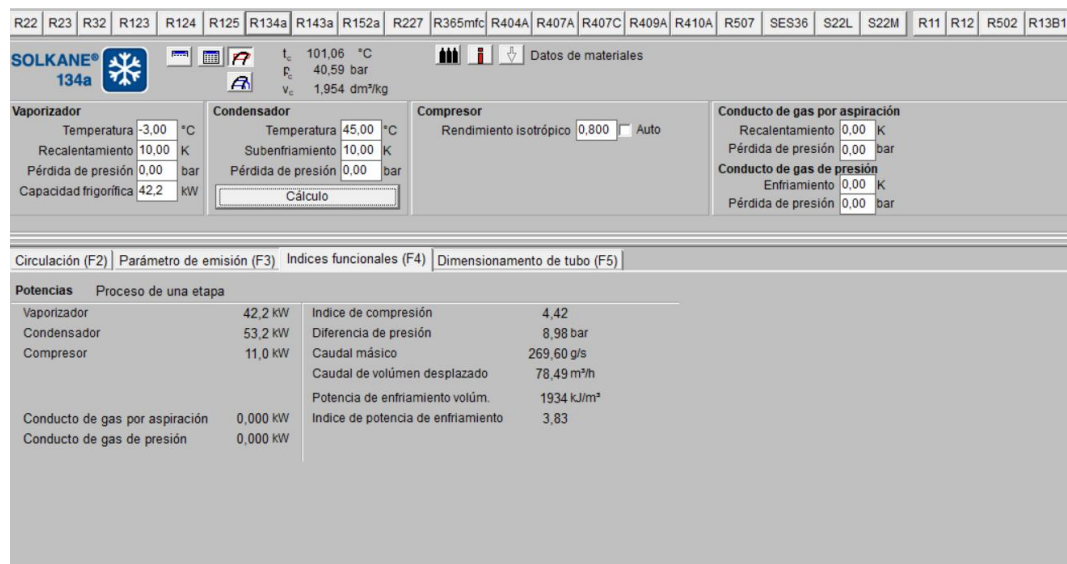 R22 R23 R32 R123 R124 R125 R134a R143a R152a R227 R365mfc R404A R407A R407C R409A R410A R507 SES36 S22L S22M R11 R12 R502 R13B1
SOLKANE®
134a
tc 101,06 °C
pc 40,59 bar
vc 1,954 dm³/kg
Datos de materiales
Vaporizador
Temperatura -3,00 °C
Recalentamiento 10,00 K
Pérdida de presión 0,00 bar
Capacidad frigorífica 42,2 kW
Condensador
Temperatura 45,00 °C
Subenfriamiento 10,00 K
Pérdida de presión 0,00 bar
Cálculo
Compresor
Rendimiento isotrópico 0,800 Auto
Conducto de gas por aspiración
Recalentamiento 0,00 K
Pérdida de presión 0,00 bar
Conducto de gas de presión
Enfriamiento 0,00 K
Pérdida de presión 0,00 bar
Circulación (F2) Parámetro de emisión (F3) Indices funcionales (F4) Dimensionamento de tubo (F5)
Potencias Proceso de una etapa
Vaporizador 42,2 kW
Condensador 53,2 kW
Compresor 11,0 kW
Conducto de gas por aspiración 0,000 kW
Conducto de gas de presión 0,000 kW
Indice de compresión 4,42
Diferencia de presión 8,98 bar
Caudal másico 269,60 g/s
Caudal de volúmen desplazado 78,49 m³/h
Potencia de enfriamiento volúm. 1934 kJ/m³
Indice de potencia de enfriamiento 3,83